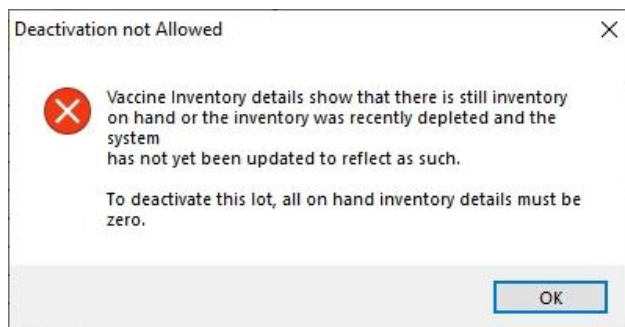 Deactivation not Allowed
Vaccine Inventory details show that there is still inventory
on hand or the inventory was recently depleted and the
system
has not yet been updated to reflect as such.
To deactivate this lot, all on hand inventory details must be
zero.
OK